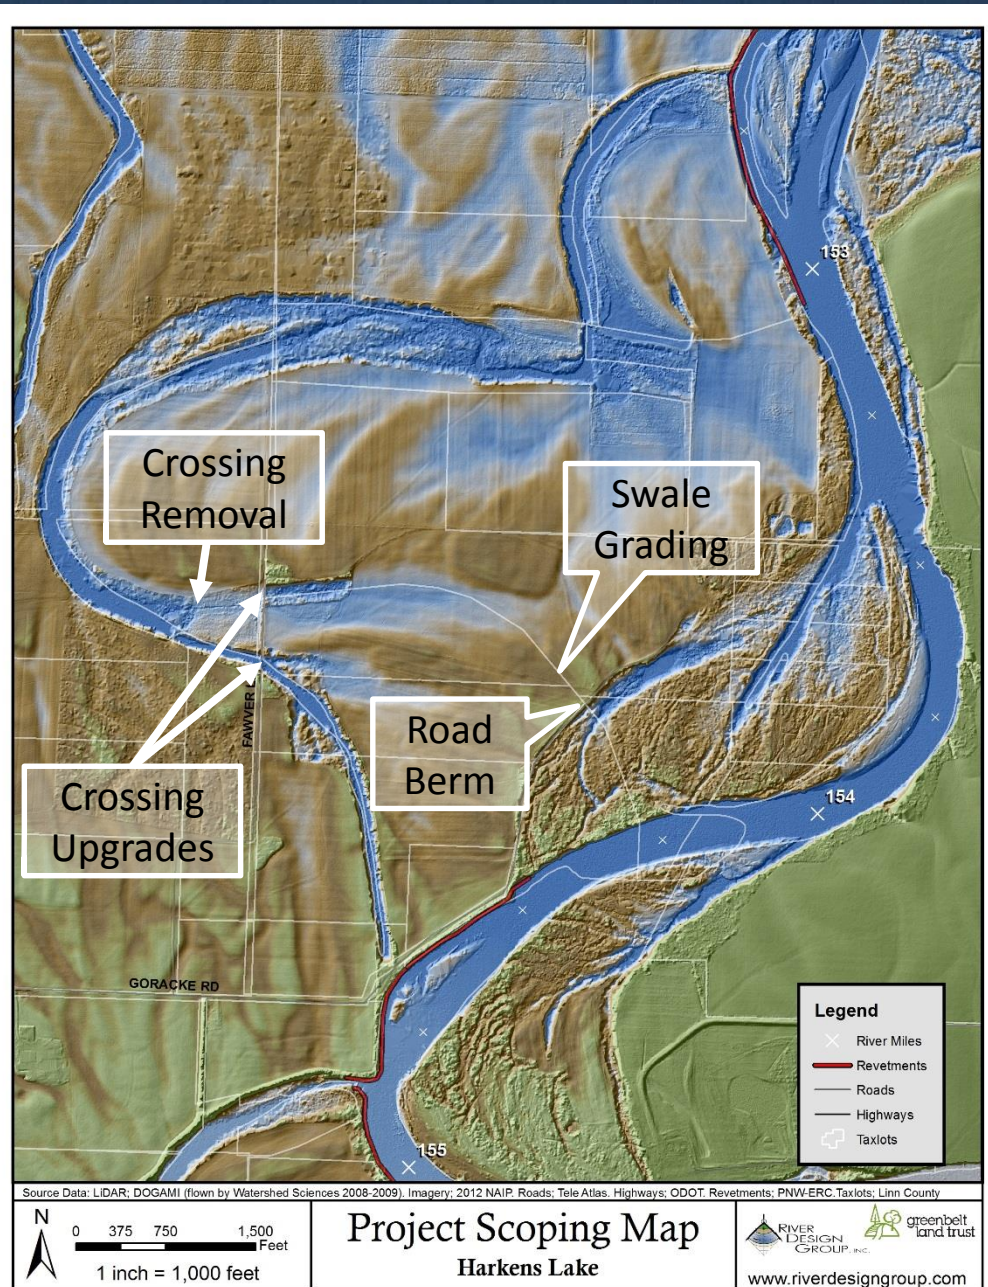 153
Crossing
Removal
Swale
Grading
FAWVER
Road
Berm
Crossing
Upgrades
154
GORACKE RD
Legend
River Miles
Revetments
Roads
Highways
Taxlots
155
Source Data: LiDAR; DOGAMI (flown by Watershed Sciences 2008-2009). Imagery; 2012 NAIP. Roads; Tele Atlas. Highways; ODOT. Revetments; PNW-ERC.Taxlots; Linn County
N
0 375 750 1,500
Feet
1 inch = 1,000 feet
Project Scoping Map
Harkens Lake
RIVER
DESIGN
GROUP, INC.
greenbelt
land trust
www.riverdesigngroup.com